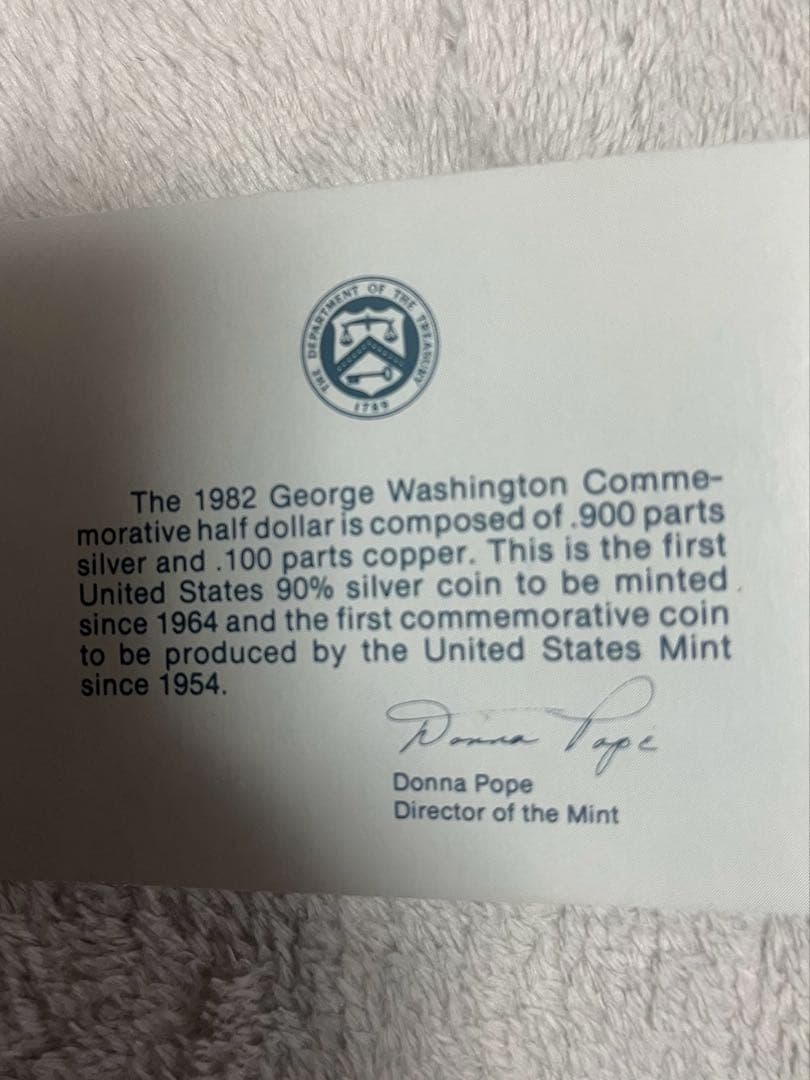 THE DEPARTMENT OF THE TREASURY
1789
The 1982 George Washington Comme-
morative half dollar is composed of .900 parts
silver and .100 parts copper. This is the first
United States 90% silver coin to be minted
since 1964 and the first commemorative coin
to be produced by the United States Mint
since 1954.
Donna Pope
Donna Pope
Director of the Mint